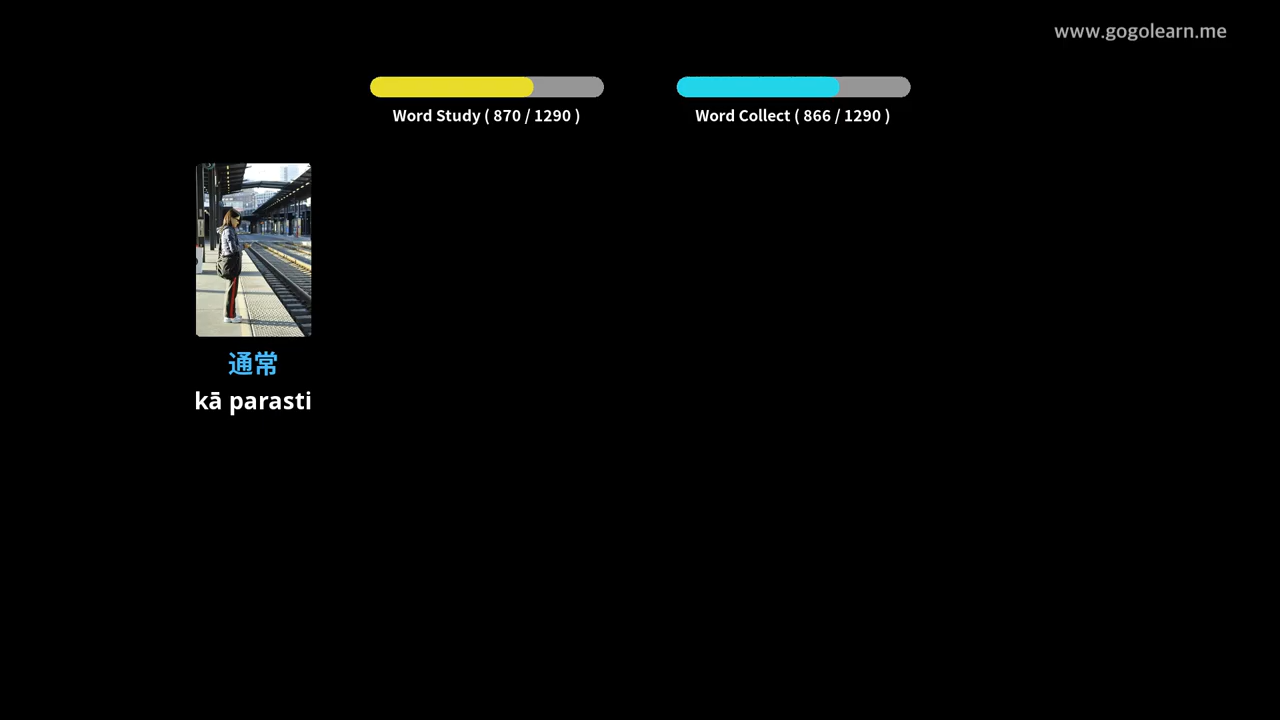 www.gogolearn.me
Word Study ( 870 / 1290 )
Word Collect ( 866 / 1290 )
通常
kā parasti